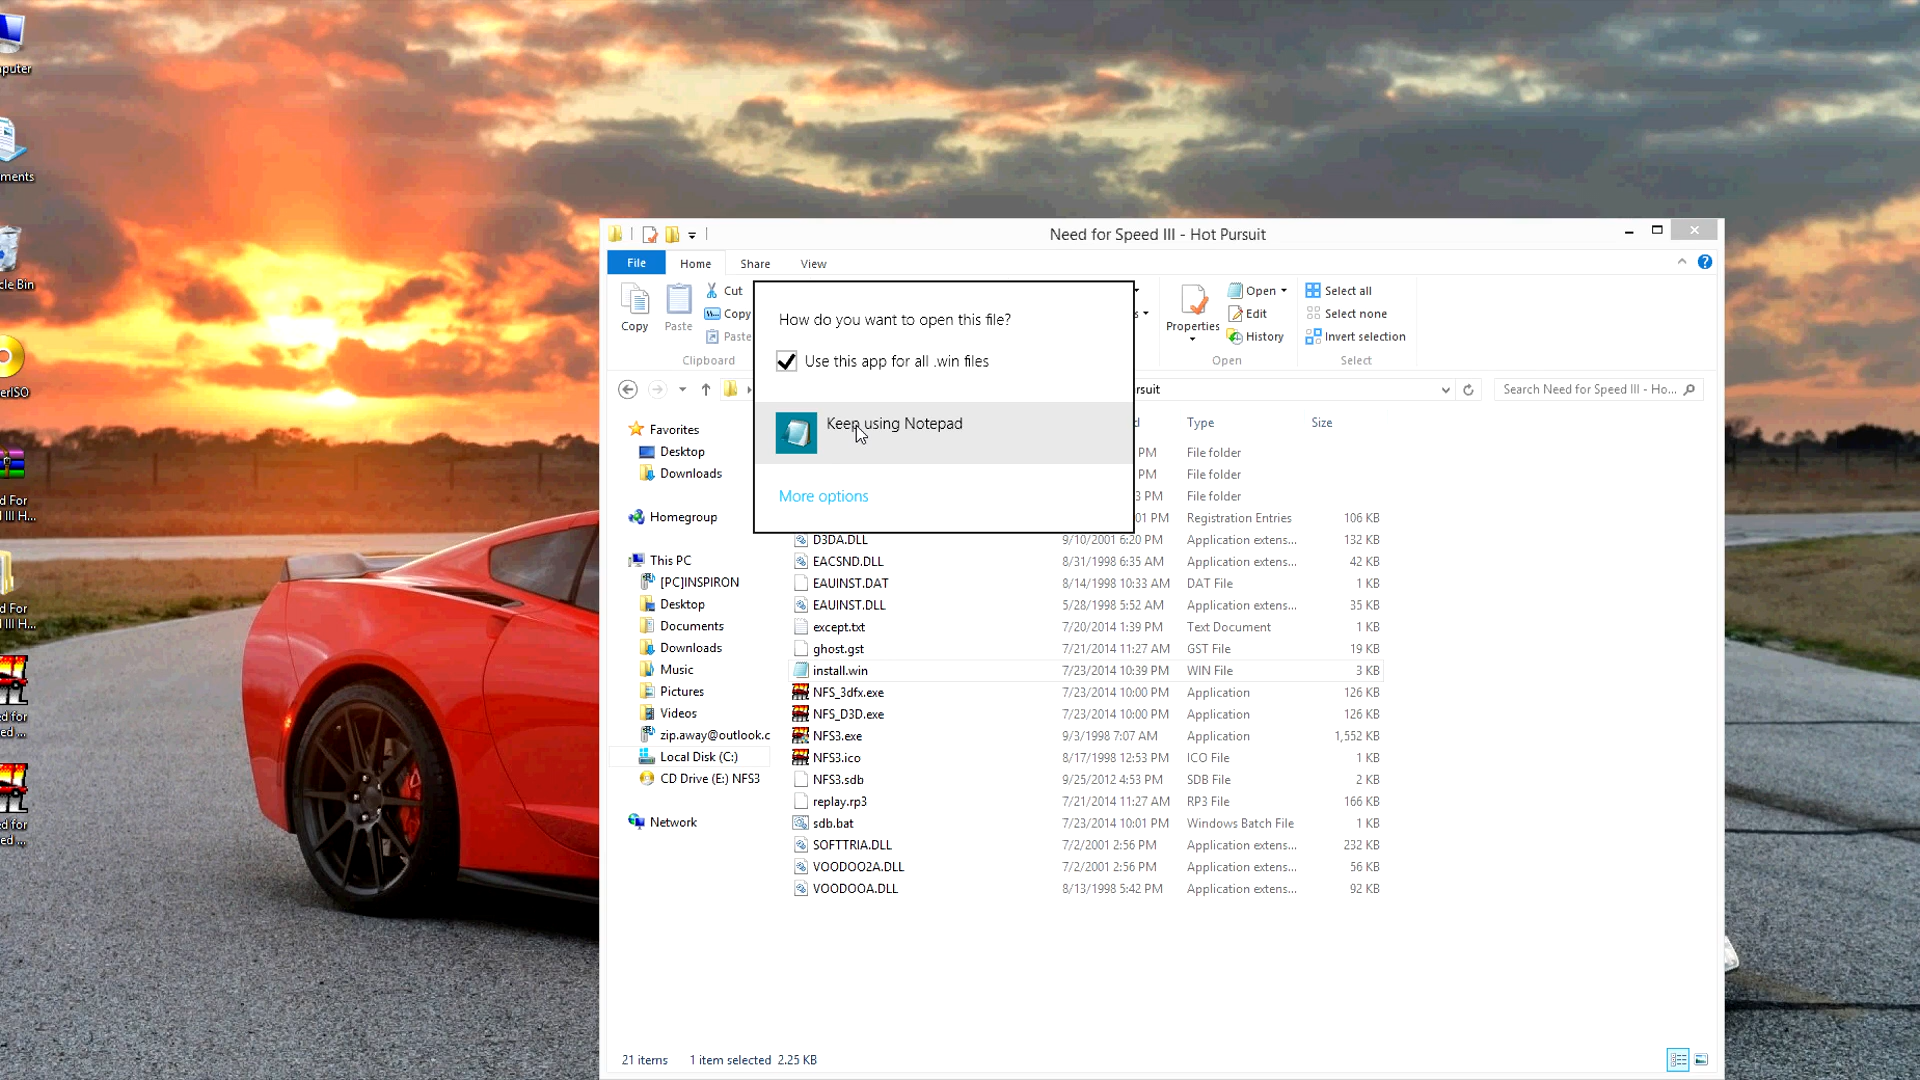 puter
ments
cle Bin
erISO
d For
III H...
d For
III H...
d for
ed ...
d for
ed ...
Need for Speed III - Hot Pursuit
File Home Share View
Copy
Paste
Cut
Copy
Paste
Clipboard
Properties
Open
Edit
History
Open
Select all
Select none
Invert selection
Select
How do you want to open this file?
Use this app for all .win files
Keep using Notepad
More options
rsuit
Search Need for Speed III - Ho...
Favorites
Desktop
Downloads
Homegroup
This PC
[PC]INSPIRON
Desktop
Documents
Downloads
Music
Pictures
Videos
zip.away@outlook.c
Local Disk (C:)
CD Drive (E:) NFS3
Network
d Type Size
PM File folder
PM File folder
3 PM File folder
01 PM Registration Entries 106 KB
D3DA.DLL 9/10/2001 6:20 PM Application extens... 132 KB
EACSND.DLL 8/31/1998 6:35 AM Application extens... 42 KB
EAUINST.DAT 8/14/1998 10:33 AM DAT File 1 KB
EAUINST.DLL 5/28/1998 5:52 AM Application extens... 35 KB
except.txt 7/20/2014 1:39 PM Text Document 1 KB
ghost.gst 7/21/2014 11:27 AM GST File 19 KB
install.win 7/23/2014 10:39 PM WIN File 3 KB
NFS_3dfx.exe 7/23/2014 10:00 PM Application 126 KB
NFS_D3D.exe 7/23/2014 10:00 PM Application 126 KB
NFS3.exe 9/3/1998 7:07 AM Application 1,552 KB
NFS3.ico 8/17/1998 12:53 PM ICO File 1 KB
NFS3.sdb 9/25/2012 4:53 PM SDB File 2 KB
replay.rp3 7/21/2014 11:27 AM RP3 File 166 KB
sdb.bat 7/23/2014 10:01 PM Windows Batch File 1 KB
SOFTTRIA.DLL 7/2/2001 2:56 PM Application extens... 232 KB
VOODOO2A.DLL 7/2/2001 2:56 PM Application extens... 56 KB
VOODOOA.DLL 8/13/1998 5:42 PM Application extens... 92 KB
21 items 1 item selected 2.25 KB